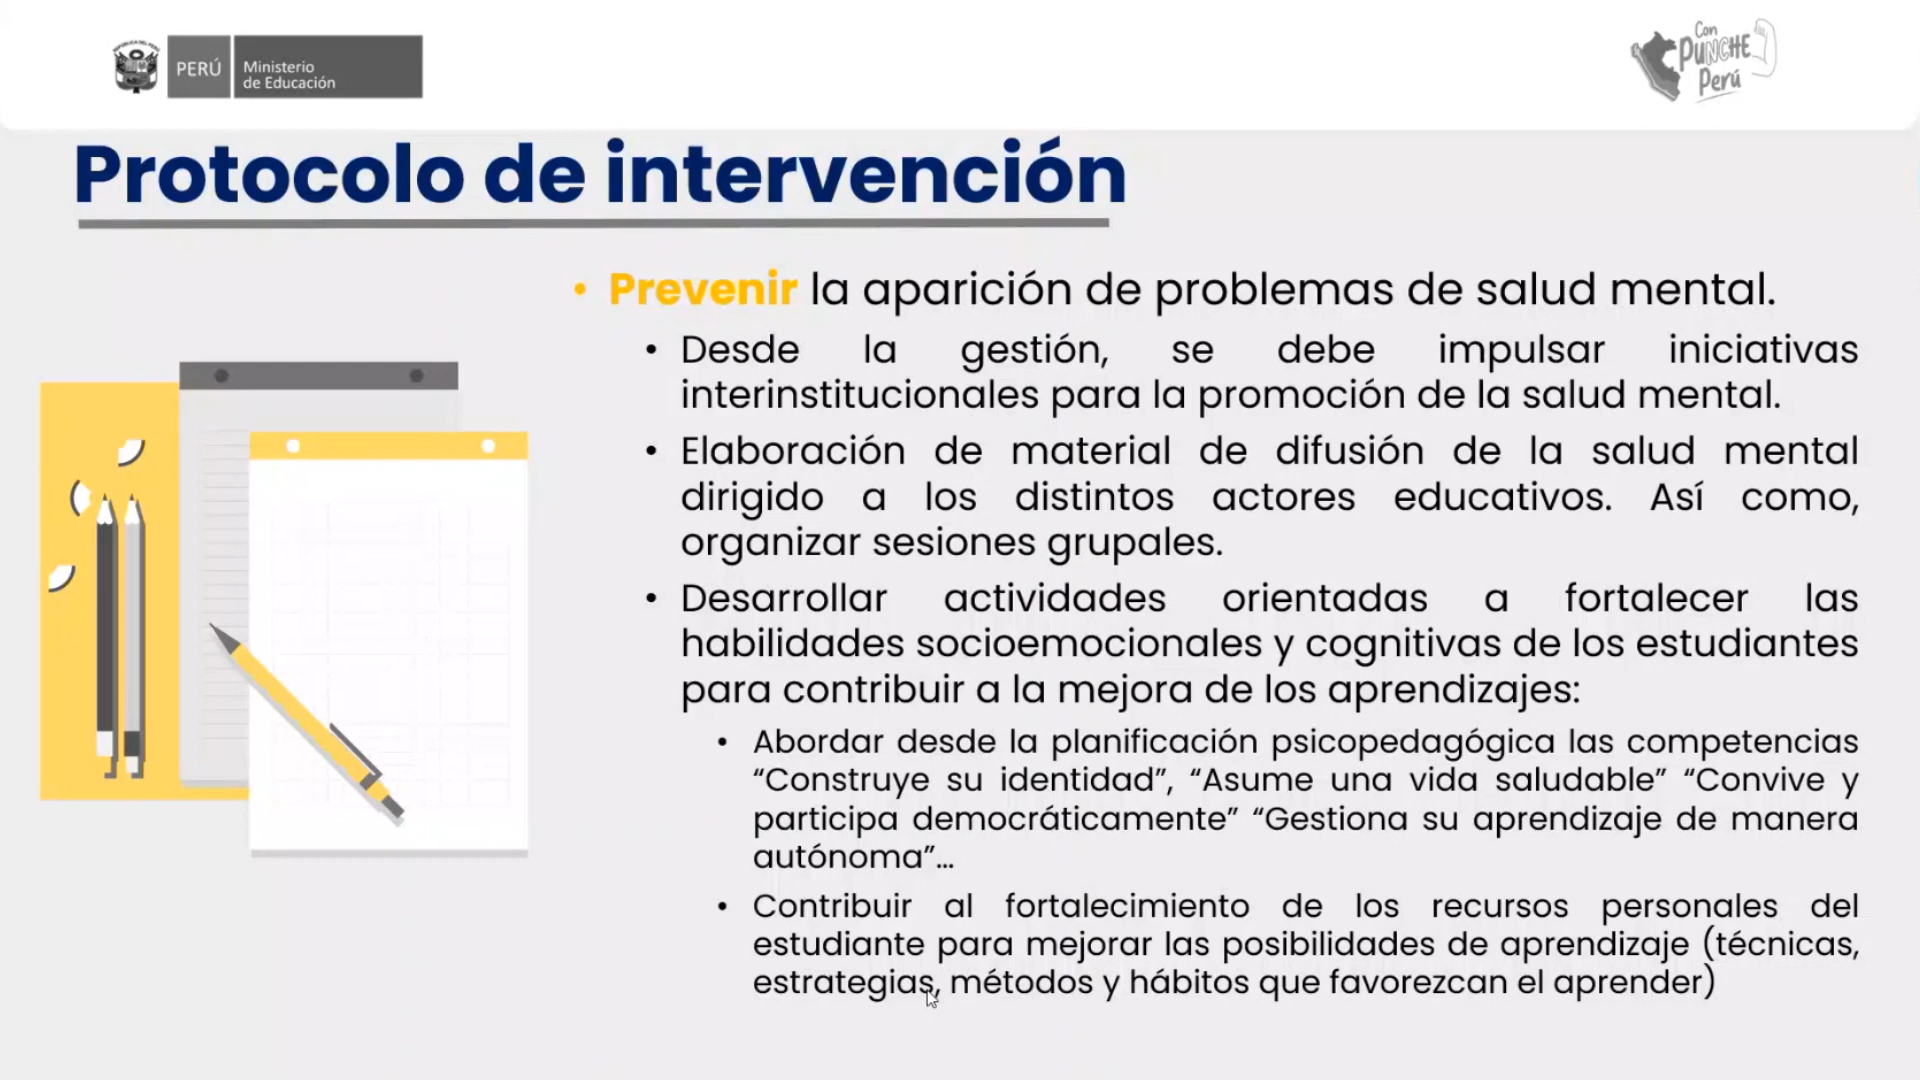 PERÚ
Ministerio
de Educación
Con
PUNCHE
Perú
Protocolo de intervención
• Prevenir la aparición de problemas de salud mental.
• Desde la gestión, se debe impulsar iniciativas
interinstitucionales para la promoción de la salud mental.
• Elaboración de material de difusión de la salud mental
dirigido a los distintos actores educativos. Así como,
organizar sesiones grupales.
• Desarrollar actividades orientadas a fortalecer las
habilidades socioemocionales y cognitivas de los estudiantes
para contribuir a la mejora de los aprendizajes:
• Abordar desde la planificación psicopedagógica las competencias
“Construye su identidad”, “Asume una vida saludable” “Convive y
participa democráticamente” “Gestiona su aprendizaje de manera
autónoma”...
• Contribuir al fortalecimiento de los recursos personales del
estudiante para mejorar las posibilidades de aprendizaje (técnicas,
estrategias, métodos y hábitos que favorezcan el aprender)